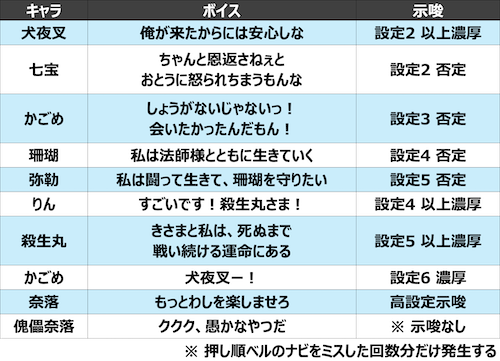 キャラ ボイス 示唆
犬夜叉 俺が来たからには安心しな 設定2 以上濃厚
七宝 ちゃんと恩返さねぇと
おとうに怒られちまうもんな 設定2 否定
かごめ しょうがないじゃないっ！
会いたかったんだもん！ 設定3 否定
珊瑚 私は法師様とともに生きていく 設定4 否定
弥勒 私は闘って生きて、珊瑚を守りたい 設定5 否定
りん すごいです！殺生丸さま！ 設定4 以上濃厚
殺生丸 きさまと私は、死ぬまで
戦い続ける運命にある 設定5 以上濃厚
かごめ 犬夜叉ー！ 設定6 濃厚
奈落 もっとわしを楽しませろ 高設定示唆
傀儡奈落 ククク、愚かなやつだ ※ 示唆なし
※ 押し順ベルのナビをミスした回数分だけ発生する